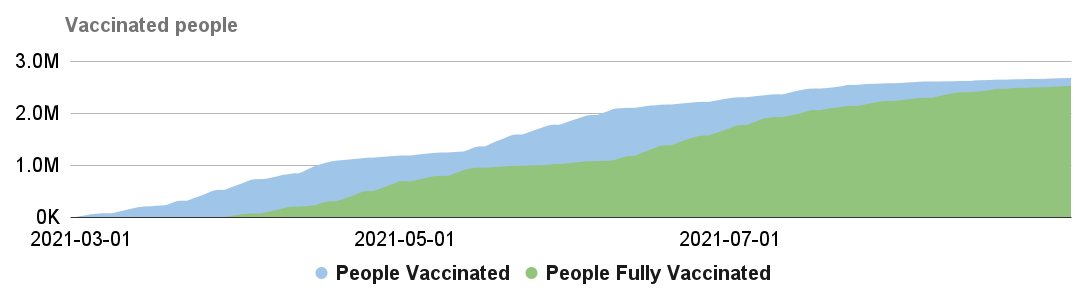 Vaccinated people
3.0M
2.0M
1.0M
0K
2021-03-01 2021-05-01 2021-07-01
People Vaccinated People Fully Vaccinated